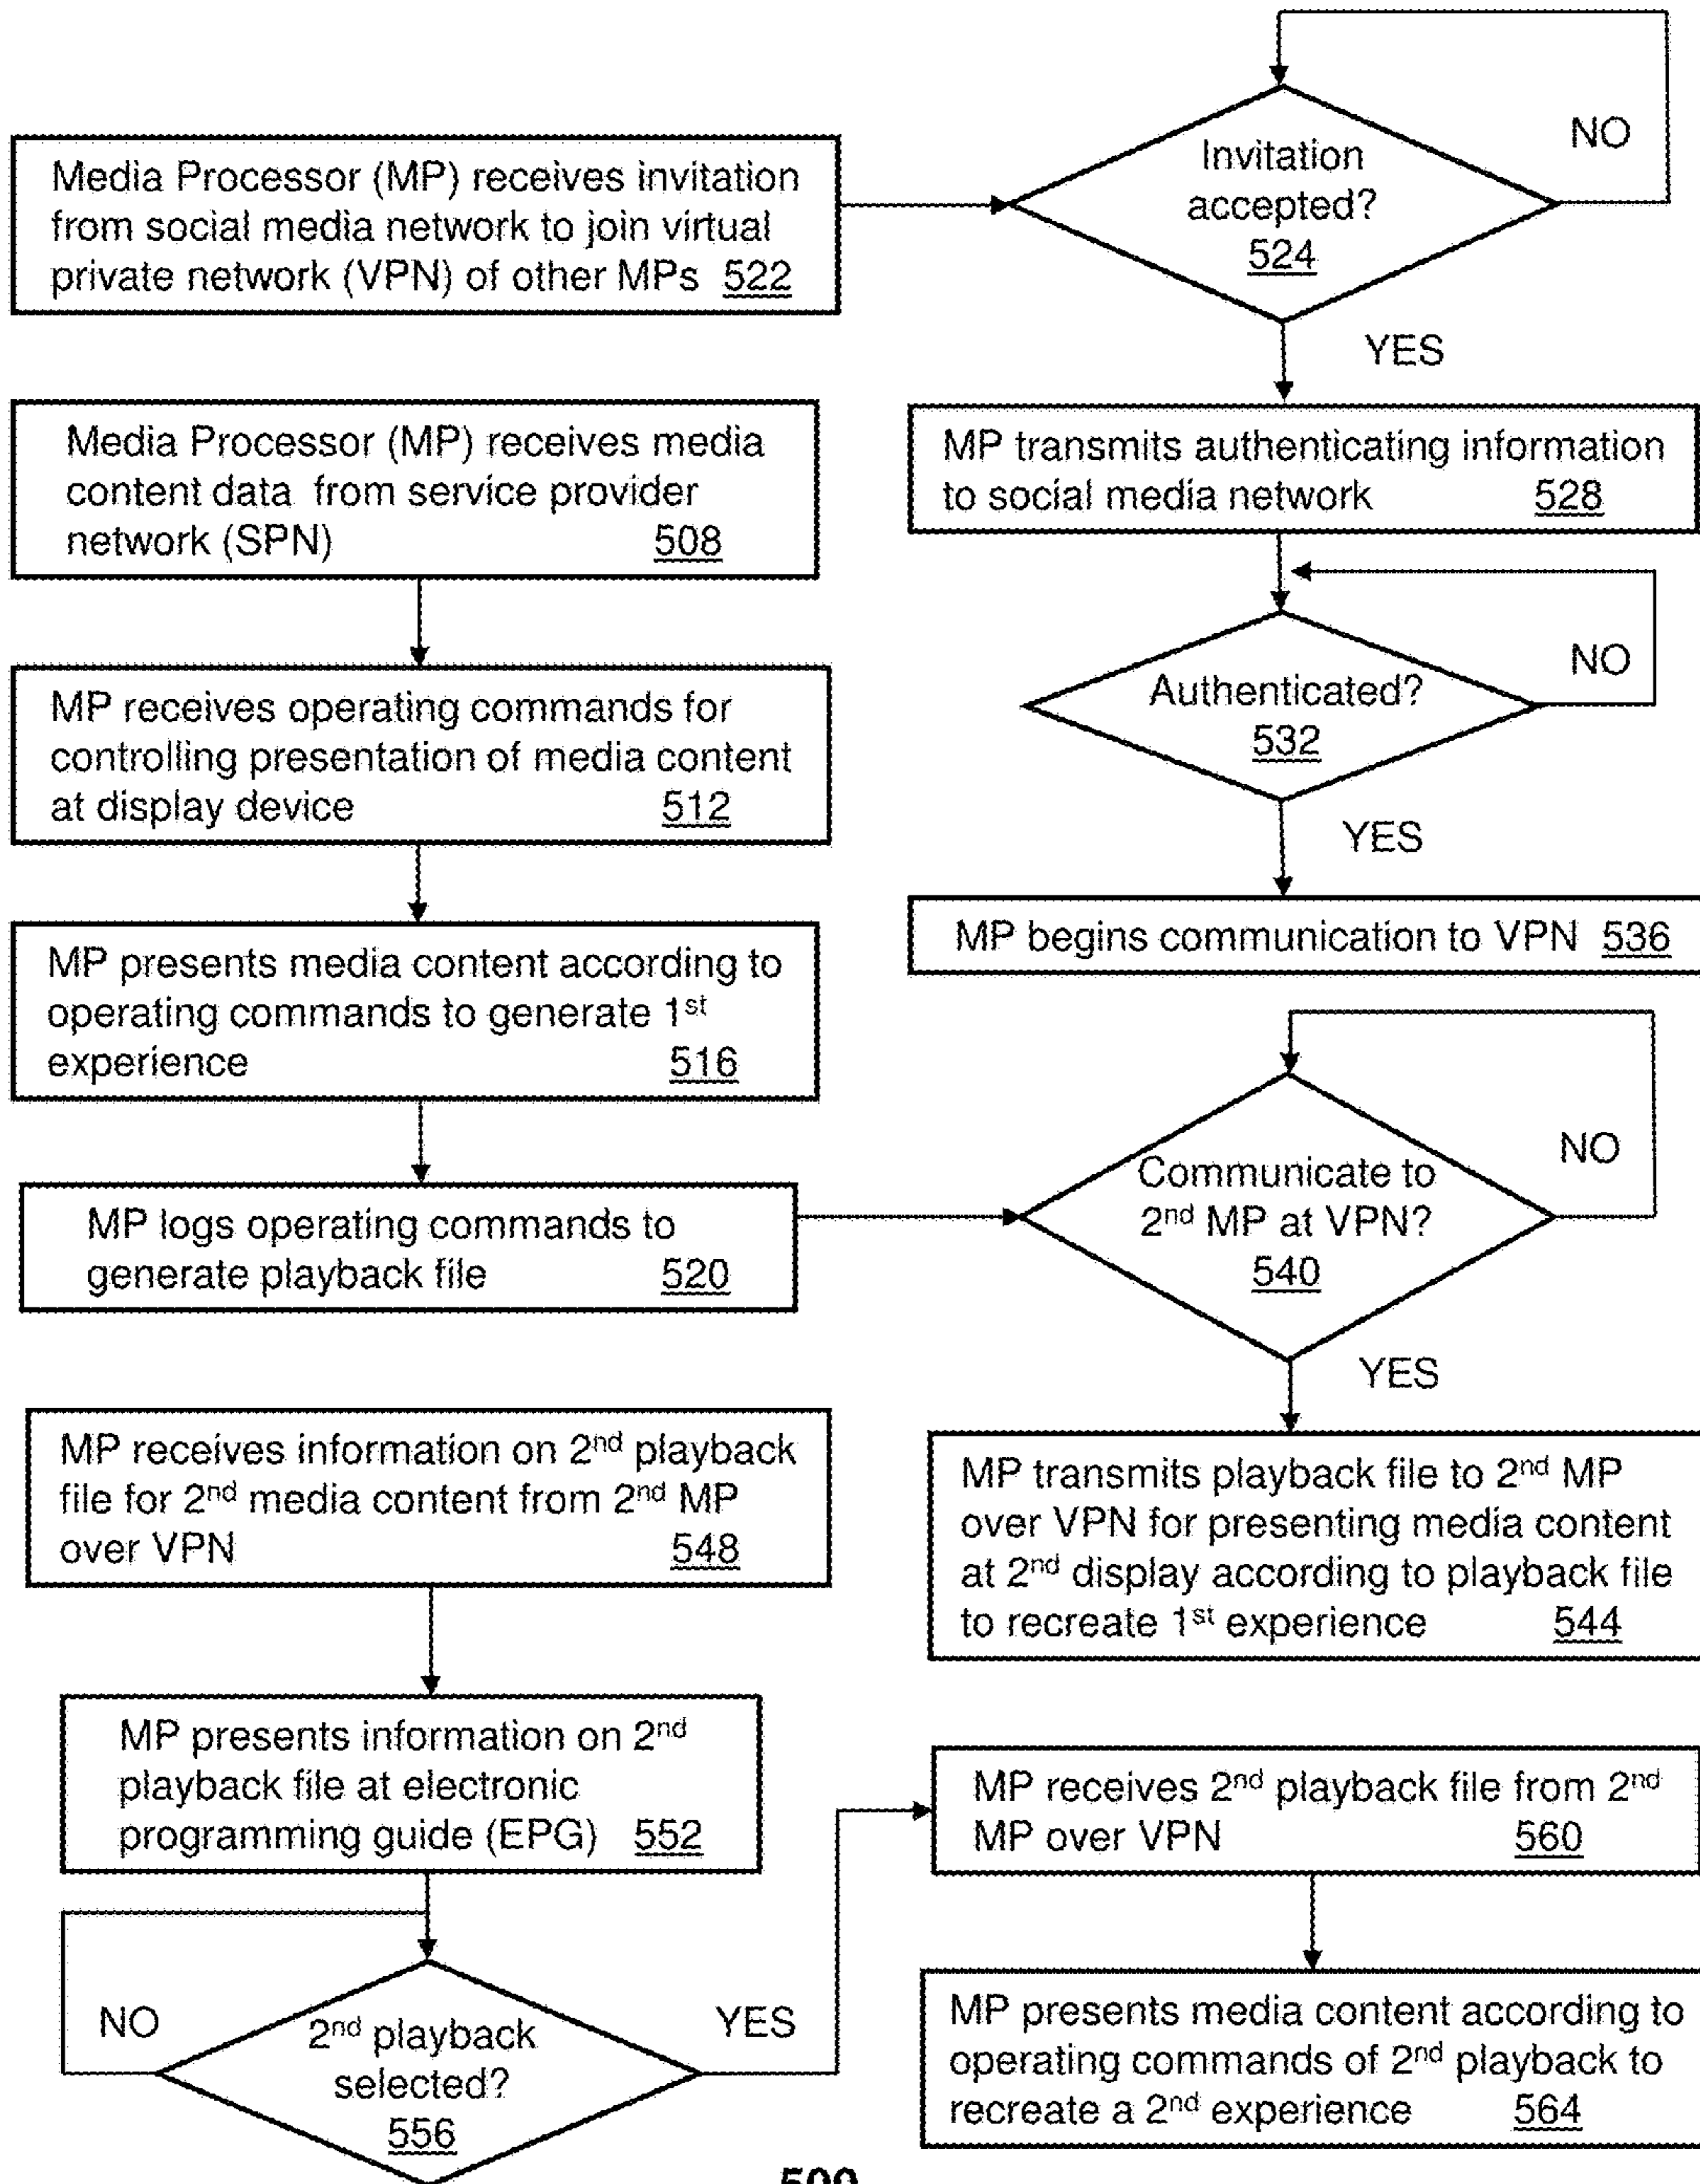 Media Processor (MP) receives invitation
from social media network to join virtual
private network (VPN) of other MPs 522
Invitation
accepted?
524
NO
YES
Media Processor (MP) receives media
content data from service provider
network (SPN) 508
MP transmits authenticating information
to social media network 528
MP receives operating commands for
controlling presentation of media content
at display device 512
Authenticated?
532
NO
YES
MP presents media content according to
operating commands to generate 1st
experience 516
MP begins communication to VPN 536
MP logs operating commands to
generate playback file 520
Communicate to
2nd MP at VPN?
540
NO
YES
MP receives information on 2nd playback
file for 2nd media content from 2nd MP
over VPN 548
MP transmits playback file to 2nd MP
over VPN for presenting media content
at 2nd display according to playback file
to recreate 1st experience 544
MP presents information on 2nd
playback file at electronic
programming guide (EPG) 552
MP receives 2nd playback file from 2nd
MP over VPN 560
NO
2nd playback
selected?
556
YES
MP presents media content according to
operating commands of 2nd playback to
recreate a 2nd experience 564